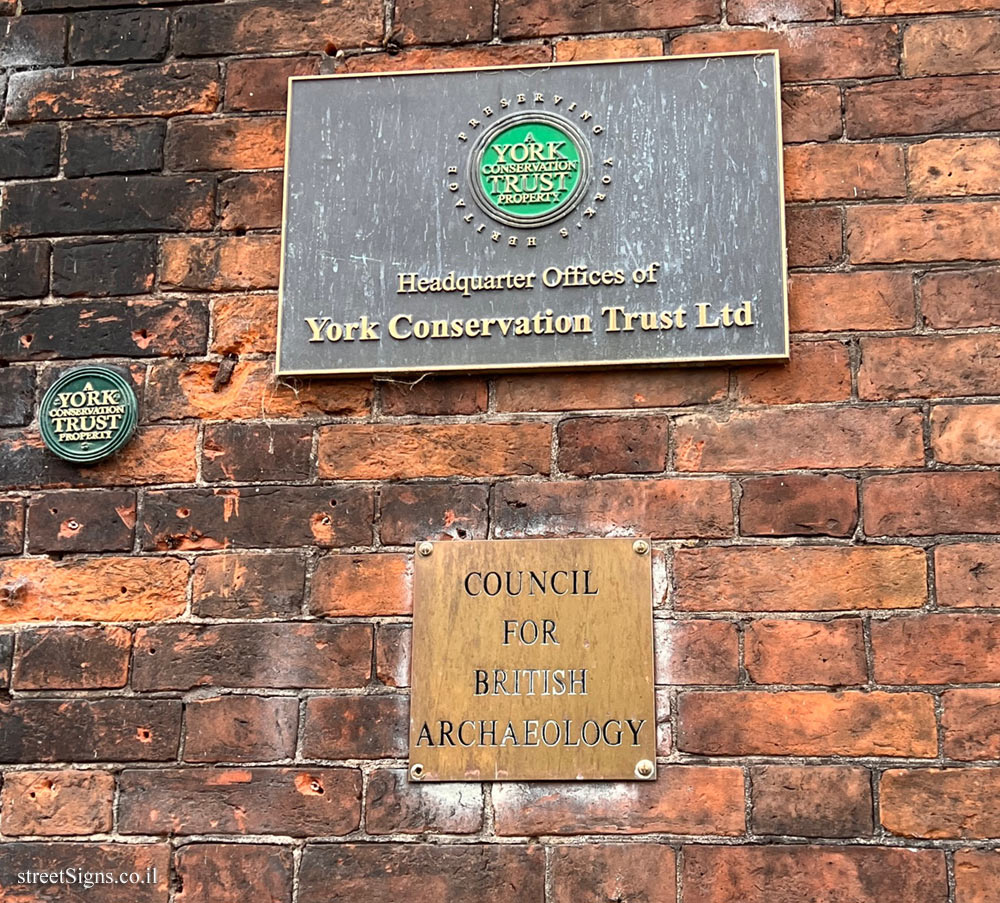 PRESERVING YORK'S HERITAGE
A
YORK
CONSERVATION
TRUST
PROPERTY
Headquarter Offices of
York Conservation Trust Ltd
A
YORK
CONSERVATION
TRUST
PROPERTY
COUNCIL
FOR
BRITISH
ARCHAEOLOGY
streetSigns.co.il